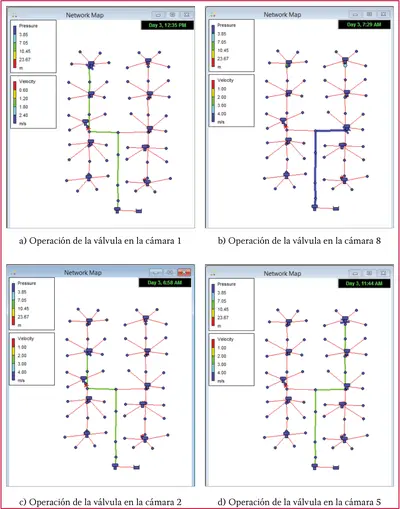 Network Map
Day 3, 12:35 PM
Pressure
3.85
7.05
10.45
23.67
m
Velocity
0.60
1.20
1.80
2.40
m/s
a) Operación de la válvula en la cámara 1
Network Map
Day 3, 7:29 AM
Pressure
3.85
7.05
10.45
23.67
m
Velocity
1.00
2.00
3.00
4.00
m/s
b) Operación de la válvula en la cámara 8
Network Map
Day 3, 6:58 AM
Pressure
3.85
7.05
10.45
23.67
m
Velocity
1.00
2.00
3.00
4.00
m/s
c) Operación de la válvula en la cámara 2
Network Map
Day 3, 11:44 AM
Pressure
3.85
7.05
10.45
23.67
m
Velocity
1.00
2.00
3.00
4.00
m/s
d) Operación de la válvula en la cámara 5